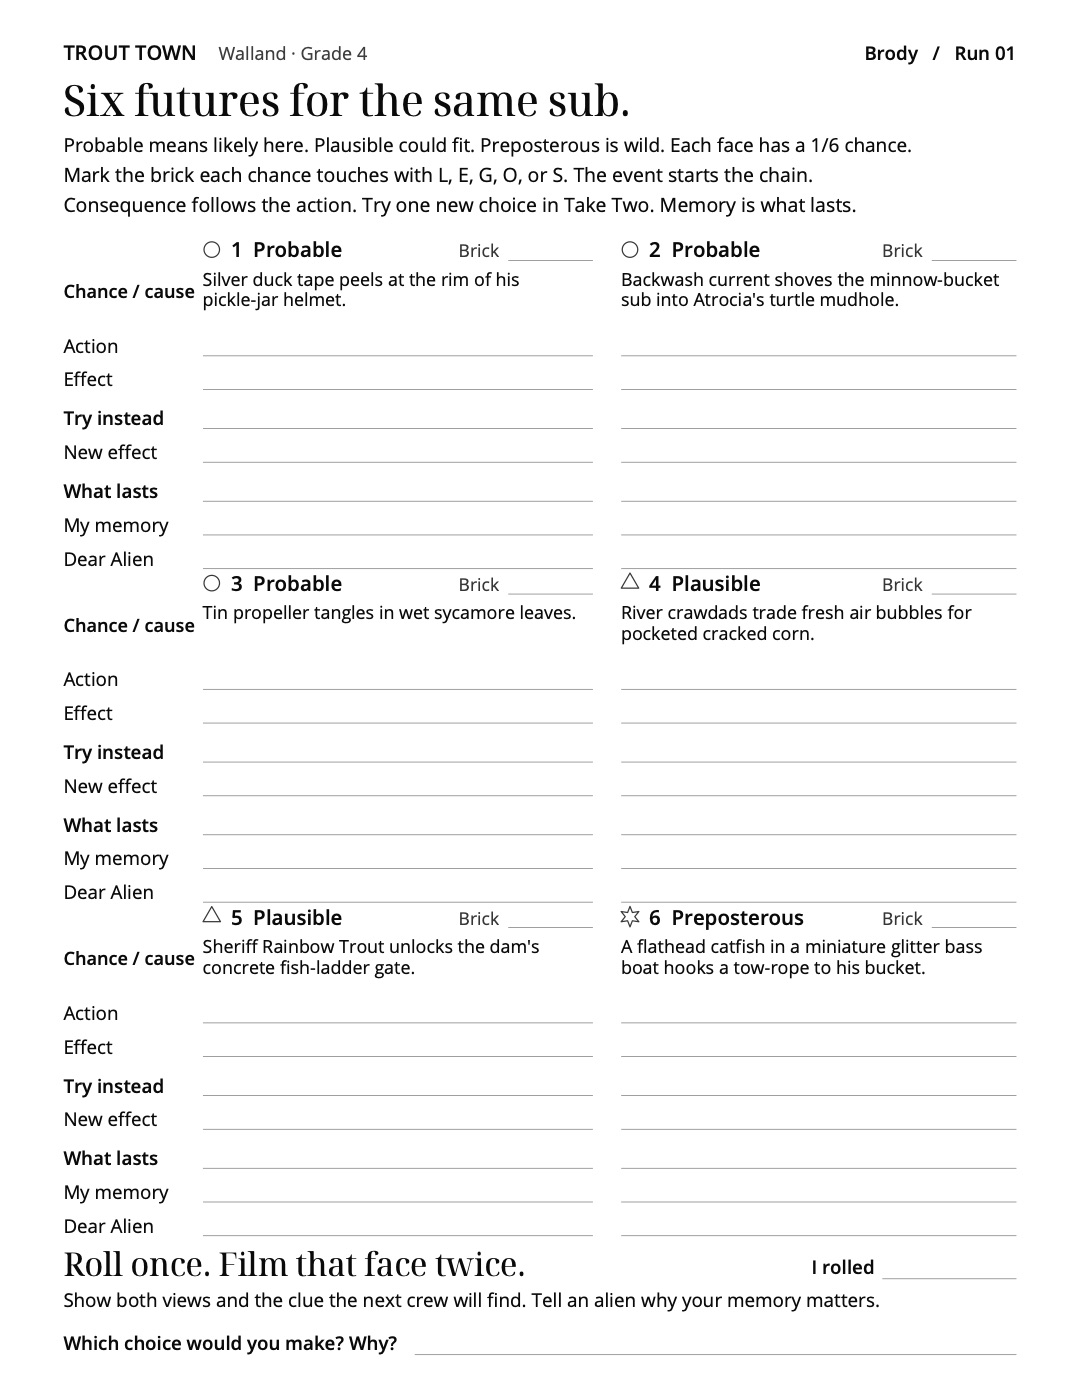 TROUT TOWN Walland · Grade 4 Brody / Run 01
Six futures for the same sub.
Probable means likely here. Plausible could fit. Preposterous is wild. Each face has a 1/6 chance.
Mark the brick each chance touches with L, E, G, O, or S. The event starts the chain.
Consequence follows the action. Try one new choice in Take Two. Memory is what lasts.
1 Probable Brick
2 Probable Brick
Chance / cause
Silver duck tape peels at the rim of his
pickle-jar helmet.
Backwash current shoves the minnow-bucket
sub into Atrocia's turtle mudhole.
Action
Effect
Try instead
New effect
What lasts
My memory
Dear Alien
3 Probable Brick
4 Plausible Brick
Chance / cause
Tin propeller tangles in wet sycamore leaves.
River crawdads trade fresh air bubbles for
pocketed cracked corn.
Action
Effect
Try instead
New effect
What lasts
My memory
Dear Alien
5 Plausible Brick
6 Preposterous Brick
Chance / cause
Sheriff Rainbow Trout unlocks the dam's
concrete fish-ladder gate.
A flathead catfish in a miniature glitter bass
boat hooks a tow-rope to his bucket.
Action
Effect
Try instead
New effect
What lasts
My memory
Dear Alien
Roll once. Film that face twice. I rolled
Show both views and the clue the next crew will find. Tell an alien why your memory matters.
Which choice would you make? Why?